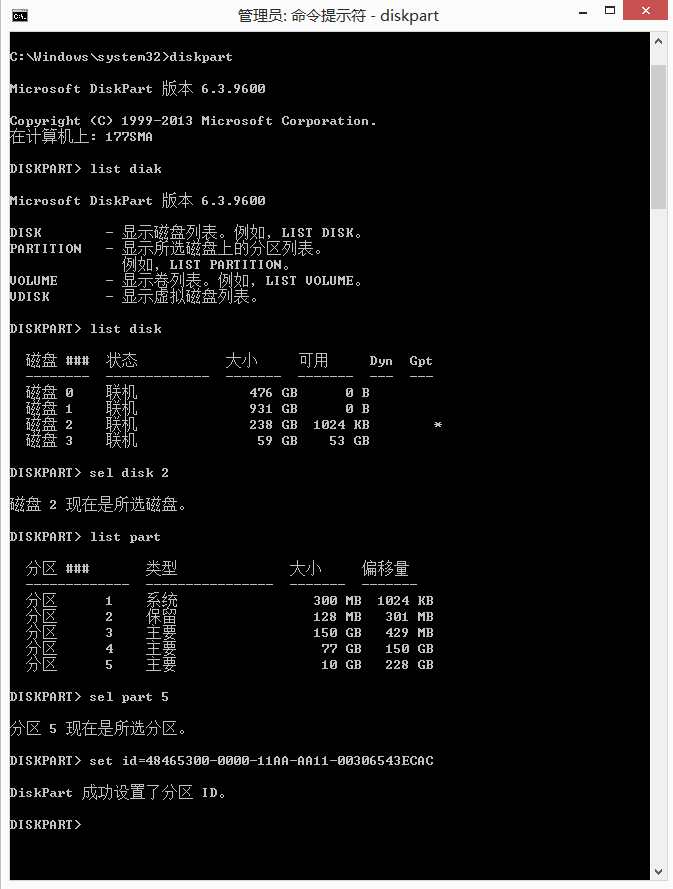 管理员: 命令提示符 - diskpart
C:\Windows\system32>diskpart
Microsoft DiskPart 版本 6.3.9600
Copyright (C) 1999-2013 Microsoft Corporation.
在计算机上: 177SMA
DISKPART> list diak
Microsoft DiskPart 版本 6.3.9600
DISK        - 显示磁盘列表。例如，LIST DISK。
PARTITION   - 显示所选磁盘上的分区列表。
              例如，LIST PARTITION。
VOLUME      - 显示卷列表。例如，LIST VOLUME。
VDISK       - 显示虚拟磁盘列表。
DISKPART> list disk
  磁盘 ###  状态           大小     可用     Dyn  Gpt
  --------  -------------  -------  -------  ---  ---
  磁盘 0    联机              476 GB      0 B
  磁盘 1    联机              931 GB      0 B
  磁盘 2    联机              238 GB  1024 KB        *
  磁盘 3    联机               59 GB    53 GB
DISKPART> sel disk 2
磁盘 2 现在是所选磁盘。
DISKPART> list part
  分区 ###       类型              大小     偏移量
  -------------  ----------------  -------  -------
  分区      1    系统                 300 MB  1024 KB
  分区      2    保留                 128 MB   301 MB
  分区      3    主要                 150 GB   429 MB
  分区      4    主要                  77 GB   150 GB
  分区      5    主要                  10 GB   228 GB
DISKPART> sel part 5
分区 5 现在是所选分区。
DISKPART> set id=48465300-0000-11AA-AA11-00306543ECAC
DiskPart 成功设置了分区 ID。
DISKPART>